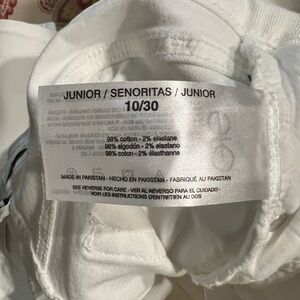 JUNIOR / SENORITAS / JUNIOR
10/30
98% cotton - 2% elastane
98% algodón - 2% elastano
98% coton - 2% élasthanne
MADE IN PAKISTAN - HECHO EN PAKISTAN - FABRIQUÉ AU PAKISTAN
SEE REVERSE FOR CARE - VER AL REVERSO PARA EL CUIDADO -
VOIR LES INSTRUCTIONS D'ENTRETIEN AU DOS